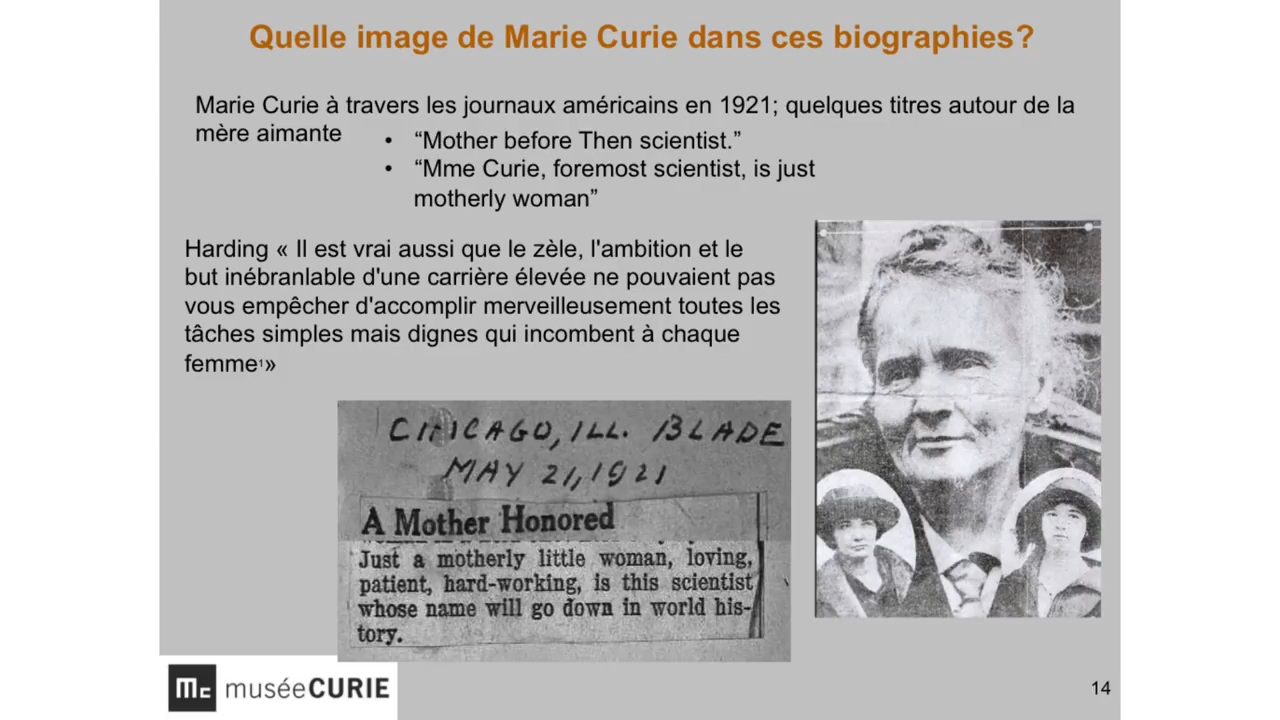 Quelle image de Marie Curie dans ces biographies?
Marie Curie à travers les journaux américains en 1921; quelques titres autour de la
mère aimante
• “Mother before Then scientist.”
• “Mme Curie, foremost scientist, is just
motherly woman”
Harding « Il est vrai aussi que le zèle, l'ambition et le
but inébranlable d'une carrière élevée ne pouvaient pas
vous empêcher d'accomplir merveilleusement toutes les
tâches simples mais dignes qui incombent à chaque
femme¹»
CHICAGO, ILL. BLADE
MAY 21, 1921
A Mother Honored
Just a motherly little woman, loving,
patient, hard-working, is this scientist
whose name will go down in world his-
tory.
Mc muséeCURIE
14